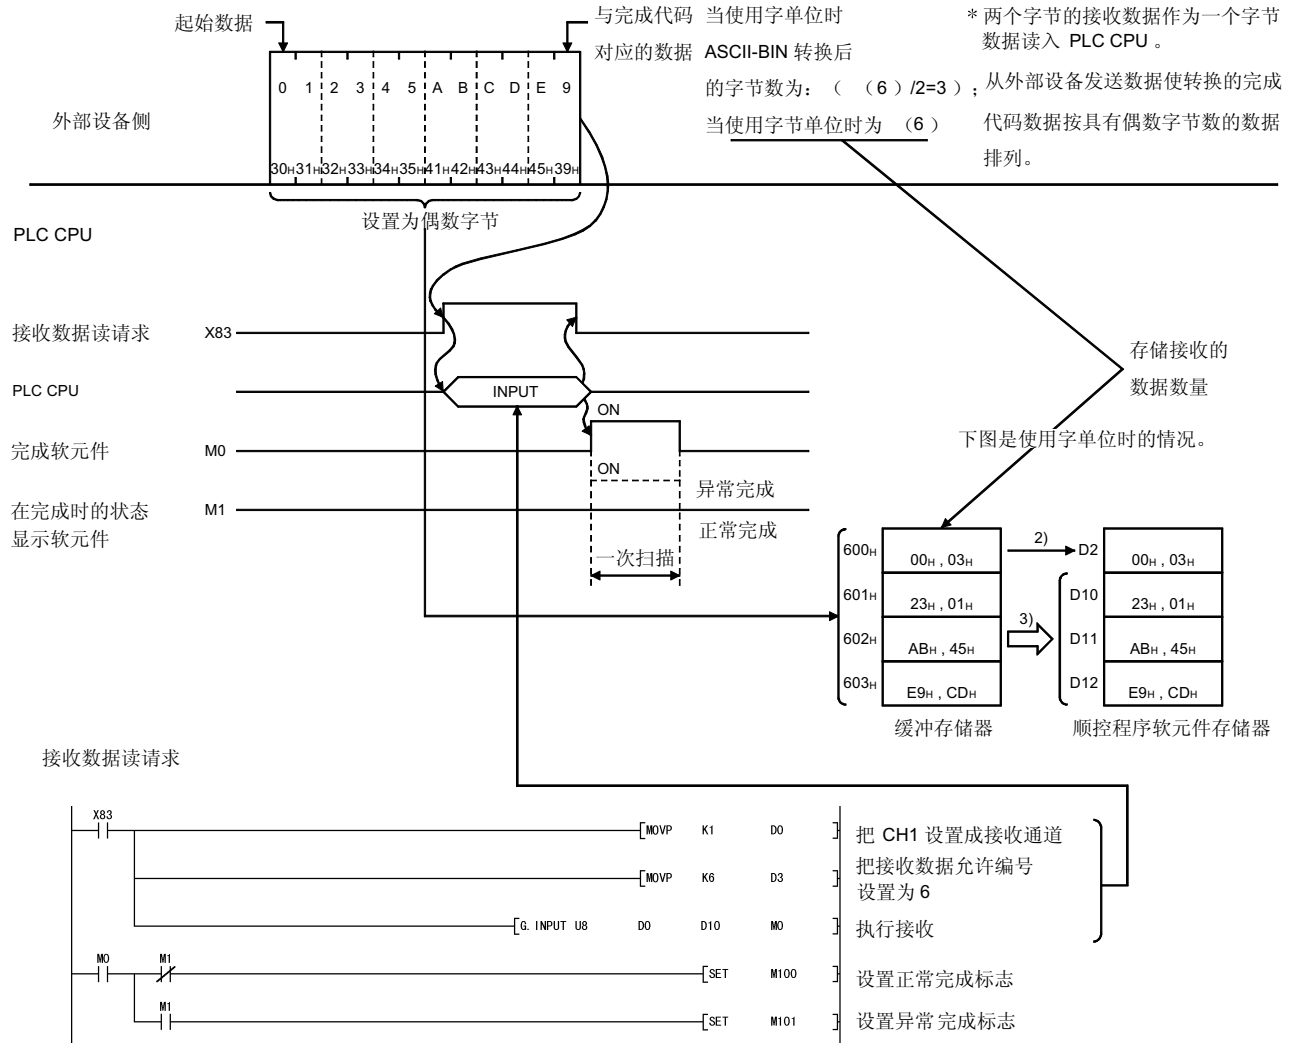 起始数据
与完成代码
对应的数据
当使用字单位时
ASCII-BIN 转换后
的字节数为：（ （6）/2=3）；
当使用字节单位时为 （6）
* 两个字节的接收数据作为一个字节
数据读入 PLC CPU 。
从外部设备发送数据使转换的完成
代码数据按具有偶数字节数的数据
排列。
0 1 2 3 4 5 A B C D E 9
外部设备侧
30H 31H 32H 33H 34H 35H 41H 42H 43H 44H 45H 39H
设置为偶数字节
PLC CPU
接收数据读请求 X83
存储接收的
数据数量
PLC CPU
INPUT
ON
完成软元件 M0
下图是使用字单位时的情况。
ON
异常完成
在完成时的状态
显示软元件
M1
正常完成
一次扫描
600H 00H , 03H 2) D2 00H , 03H
601H 23H , 01H D10 23H , 01H
602H ABH , 45H 3) D11 ABH , 45H
603H E9H , CDH D12 E9H , CDH
缓冲存储器 顺控程序软元件存储器
接收数据读请求
X83
MOVP K1 D0 把 CH1 设置成接收通道
MOVP K6 D3 把接收数据允许编号
设置为 6
G. INPUT U8 D0 D10 M0 执行接收
M0 M1
SET M100 设置正常完成标志
M1
SET M101 设置异常完成标志